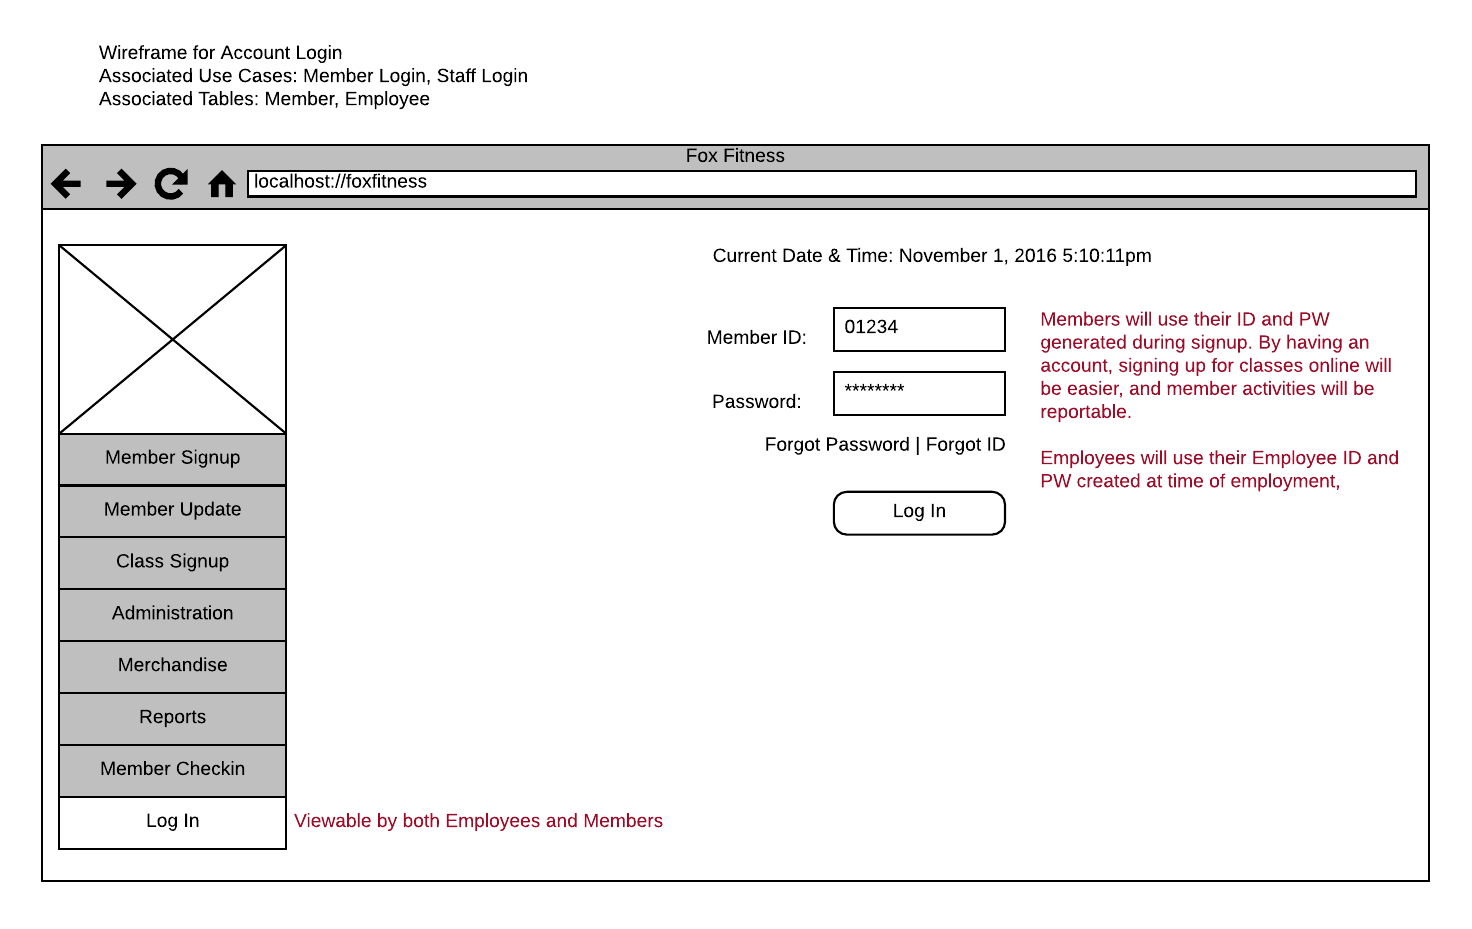 Wireframe for Account Login
Associated Use Cases: Member Login, Staff Login
Associated Tables: Member, Employee
Fox Fitness
localhost://foxfitness
Current Date & Time: November 1, 2016 5:10:11pm
Member ID:
01234
Password:
********
Forgot Password | Forgot ID
Log In
Members will use their ID and PW
generated during signup. By having an
account, signing up for classes online will
be easier, and member activities will be
reportable.
Employees will use their Employee ID and
PW created at time of employment,
Member Signup
Member Update
Class Signup
Administration
Merchandise
Reports
Member Checkin
Log In
Viewable by both Employees and Members